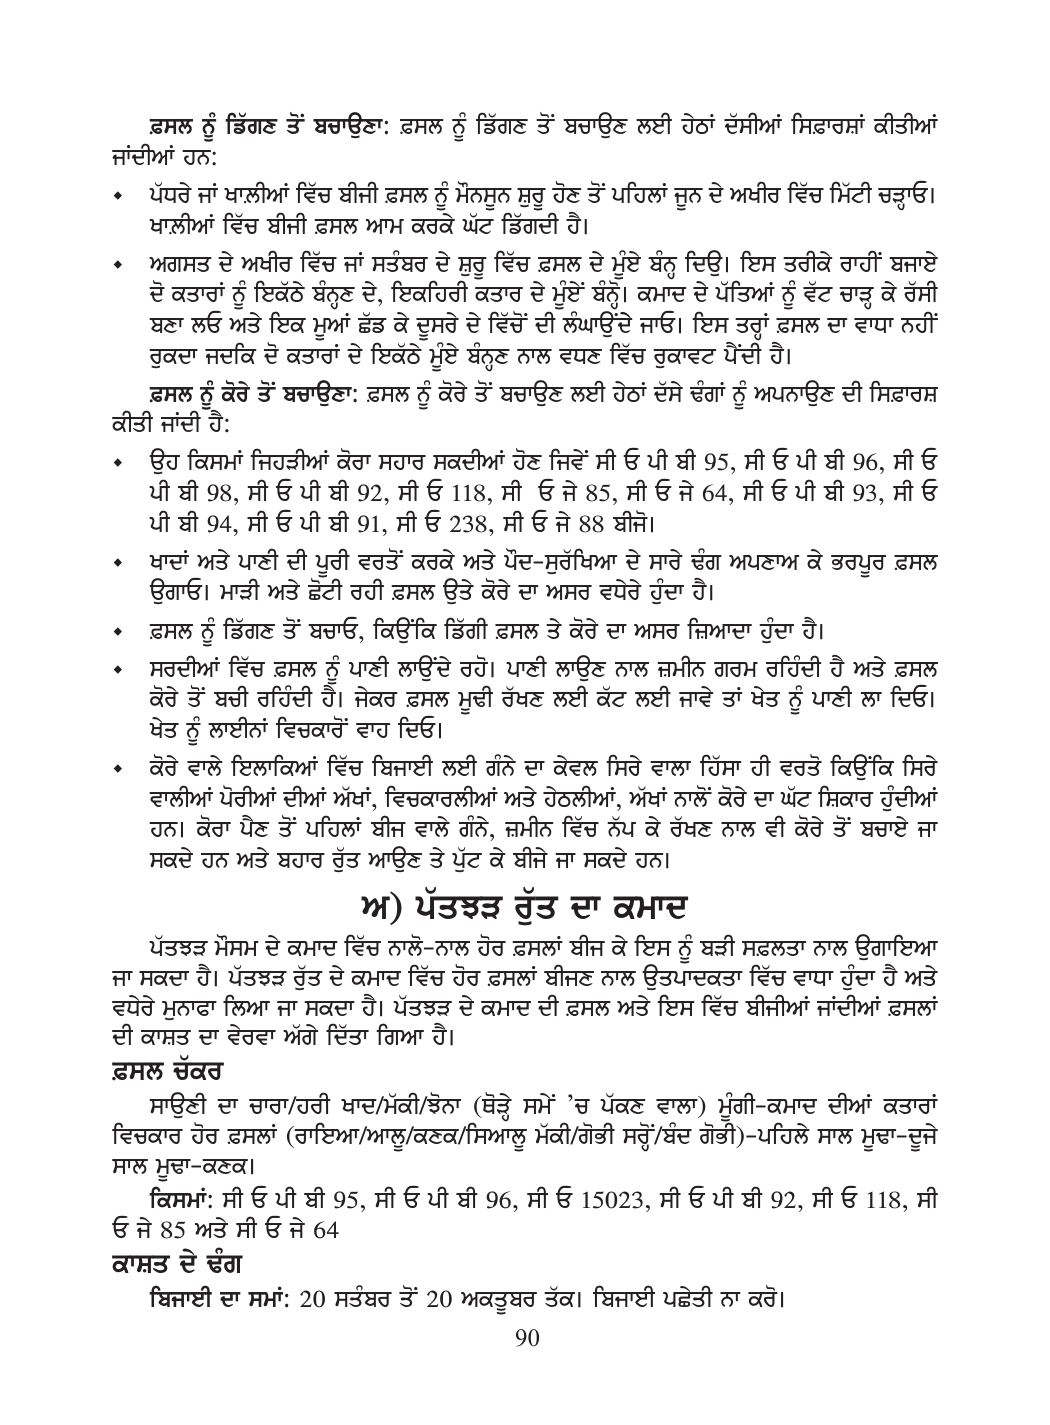 ਫ਼ਸਲ ਨੂੰ ਡਿੱਗਣ ਤੋਂ ਬਚਾਉਣਾ: ਫ਼ਸਲ ਨੂੰ ਡਿੱਗਣ ਤੋਂ ਬਚਾਉਣ ਲਈ ਹੇਠਾਂ ਦੱਸੀਆਂ ਸਿਫ਼ਾਰਸ਼ਾਂ ਕੀਤੀਆਂ
ਜਾਂਦੀਆਂ ਹਨ:
⬩ ਪੱਧਰੇ ਜਾਂ ਖਾਲ਼ੀਆਂ ਵਿੱਚ ਬੀਜੀ ਫ਼ਸਲ ਨੂੰ ਮੌਨਸੂਨ ਸ਼ੁਰੂ ਹੋਣ ਤੋਂ ਪਹਿਲਾਂ ਜੂਨ ਦੇ ਅਖੀਰ ਵਿੱਚ ਮਿੱਟੀ ਚੜ੍ਹਾਓ।
ਖਾਲ਼ੀਆਂ ਵਿੱਚ ਬੀਜੀ ਫ਼ਸਲ ਆਮ ਕਰਕੇ ਘੱਟ ਡਿੱਗਦੀ ਹੈ।
⬩ ਅਗਸਤ ਦੇ ਅਖੀਰ ਵਿੱਚ ਜਾਂ ਸਤੰਬਰ ਦੇ ਸ਼ੁਰੂ ਵਿੱਚ ਫ਼ਸਲ ਦੇ ਮੂੰਏ ਬੰਨ੍ਹ ਦਿਉ। ਇਸ ਤਰੀਕੇ ਰਾਹੀਂ ਬਜਾਏ
ਦੋ ਕਤਾਰਾਂ ਨੂੰ ਇਕੱਠੇ ਬੰਨ੍ਹਣ ਦੇ, ਇਕਹਿਰੀ ਕਤਾਰ ਦੇ ਮੂੰਏਂ ਬੰਨ੍ਹੋ। ਕਮਾਦ ਦੇ ਪੱਤਿਆਂ ਨੂੰ ਵੱਟ ਚਾੜ੍ਹ ਕੇ ਰੱਸੀ
ਬਣਾ ਲਓ ਅਤੇ ਇਕ ਮੂਆਂ ਛੱਡ ਕੇ ਦੂਸਰੇ ਦੇ ਵਿੱਚੋਂ ਦੀ ਲੰਘਾਉਂਦੇ ਜਾਓ। ਇਸ ਤਰ੍ਹਾਂ ਫ਼ਸਲ ਦਾ ਵਾਧਾ ਨਹੀਂ
ਰੁਕਦਾ ਜਦਕਿ ਦੋ ਕਤਾਰਾਂ ਦੇ ਇਕੱਠੇ ਮੂੰਏ ਬੰਨ੍ਹਣ ਨਾਲ ਵਧਣ ਵਿੱਚ ਰੁਕਾਵਟ ਪੈਂਦੀ ਹੈ।
ਫ਼ਸਲ ਨੂੰ ਕੋਰੇ ਤੋਂ ਬਚਾਉਣਾ: ਫ਼ਸਲ ਨੂੰ ਕੋਰੇ ਤੋਂ ਬਚਾਉਣ ਲਈ ਹੇਠਾਂ ਦੱਸੇ ਢੰਗਾਂ ਨੂੰ ਅਪਨਾਉਣ ਦੀ ਸਿਫ਼ਾਰਸ਼
ਕੀਤੀ ਜਾਂਦੀ ਹੈ:
⬩ ਉਹ ਕਿਸਮਾਂ ਜਿਹੜੀਆਂ ਕੋਰਾ ਸਹਾਰ ਸਕਦੀਆਂ ਹੋਣ ਜਿਵੇਂ ਸੀ ਓ ਪੀ ਬੀ 95, ਸੀ ਓ ਪੀ ਬੀ 96, ਸੀ ਓ
ਪੀ ਬੀ 98, ਸੀ ਓ ਪੀ ਬੀ 92, ਸੀ ਓ 118, ਸੀ ਓ ਜੇ 85, ਸੀ ਓ ਜੇ 64, ਸੀ ਓ ਪੀ ਬੀ 93, ਸੀ ਓ
ਪੀ ਬੀ 94, ਸੀ ਓ ਪੀ ਬੀ 91, ਸੀ ਓ 238, ਸੀ ਓ ਜੇ 88 ਬੀਜੋ।
⬩ ਖਾਦਾਂ ਅਤੇ ਪਾਣੀ ਦੀ ਪੂਰੀ ਵਰਤੋਂ ਕਰਕੇ ਅਤੇ ਪੌਦ-ਸੁਰੱਖਿਆ ਦੇ ਸਾਰੇ ਢੰਗ ਅਪਣਾਅ ਕੇ ਭਰਪੂਰ ਫ਼ਸਲ
ਉਗਾਓ। ਮਾੜੀ ਅਤੇ ਛੋਟੀ ਰਹੀ ਫ਼ਸਲ ਉਤੇ ਕੋਰੇ ਦਾ ਅਸਰ ਵਧੇਰੇ ਹੁੰਦਾ ਹੈ।
⬩ ਫ਼ਸਲ ਨੂੰ ਡਿੱਗਣ ਤੋਂ ਬਚਾਓ, ਕਿਉਂਕਿ ਡਿੱਗੀ ਫ਼ਸਲ ਤੇ ਕੋਰੇ ਦਾ ਅਸਰ ਜ਼ਿਆਦਾ ਹੁੰਦਾ ਹੈ।
⬩ ਸਰਦੀਆਂ ਵਿੱਚ ਫ਼ਸਲ ਨੂੰ ਪਾਣੀ ਲਾਉਂਦੇ ਰਹੋ। ਪਾਣੀ ਲਾਉਣ ਨਾਲ ਜ਼ਮੀਨ ਗਰਮ ਰਹਿੰਦੀ ਹੈ ਅਤੇ ਫ਼ਸਲ
ਕੋਰੇ ਤੋਂ ਬਚੀ ਰਹਿੰਦੀ ਹੈ। ਜੇਕਰ ਫ਼ਸਲ ਮੂਢੀ ਰੱਖਣ ਲਈ ਕੱਟ ਲਈ ਜਾਵੇ ਤਾਂ ਖੇਤ ਨੂੰ ਪਾਣੀ ਲਾ ਦਿਓ।
ਖੇਤ ਨੂੰ ਲਾਈਨਾਂ ਵਿਚਕਾਰੋਂ ਵਾਹ ਦਿਓ।
⬩ ਕੋਰੇ ਵਾਲੇ ਇਲਾਕਿਆਂ ਵਿੱਚ ਬਿਜਾਈ ਲਈ ਗੰਨੇ ਦਾ ਕੇਵਲ ਸਿਰੇ ਵਾਲਾ ਹਿੱਸਾ ਹੀ ਵਰਤੋ ਕਿਉਂਕਿ ਸਿਰੇ
ਵਾਲੀਆਂ ਪੋਰੀਆਂ ਦੀਆਂ ਅੱਖਾਂ, ਵਿਚਕਾਰਲੀਆਂ ਅਤੇ ਹੇਠਲੀਆਂ, ਅੱਖਾਂ ਨਾਲੋਂ ਕੋਰੇ ਦਾ ਘੱਟ ਸ਼ਿਕਾਰ ਹੁੰਦੀਆਂ
ਹਨ। ਕੋਰਾ ਪੈਣ ਤੋਂ ਪਹਿਲਾਂ ਬੀਜ ਵਾਲੇ ਗੰਨੇ, ਜ਼ਮੀਨ ਵਿੱਚ ਨੱਪ ਕੇ ਰੱਖਣ ਨਾਲ ਵੀ ਕੋਰੇ ਤੋਂ ਬਚਾਏ ਜਾ
ਸਕਦੇ ਹਨ ਅਤੇ ਬਹਾਰ ਰੁੱਤ ਆਉਣ ਤੇ ਪੁੱਟ ਕੇ ਬੀਜੇ ਜਾ ਸਕਦੇ ਹਨ।
ਅ) ਪੱਤਝੜ ਰੁੱਤ ਦਾ ਕਮਾਦ
ਪੱਤਝੜ ਮੌਸਮ ਦੇ ਕਮਾਦ ਵਿੱਚ ਨਾਲੋ-ਨਾਲ ਹੋਰ ਫ਼ਸਲਾਂ ਬੀਜ ਕੇ ਇਸ ਨੂੰ ਬੜੀ ਸਫ਼ਲਤਾ ਨਾਲ ਉਗਾਇਆ
ਜਾ ਸਕਦਾ ਹੈ। ਪੱਤਝੜ ਰੁੱਤ ਦੇ ਕਮਾਦ ਵਿੱਚ ਹੋਰ ਫ਼ਸਲਾਂ ਬੀਜਣ ਨਾਲ ਉਤਪਾਦਕਤਾ ਵਿੱਚ ਵਾਧਾ ਹੁੰਦਾ ਹੈ ਅਤੇ
ਵਧੇਰੇ ਮੁਨਾਫਾ ਲਿਆ ਜਾ ਸਕਦਾ ਹੈ। ਪੱਤਝੜ ਦੇ ਕਮਾਦ ਦੀ ਫ਼ਸਲ ਅਤੇ ਇਸ ਵਿੱਚ ਬੀਜੀਆਂ ਜਾਂਦੀਆਂ ਫ਼ਸਲਾਂ
ਦੀ ਕਾਸ਼ਤ ਦਾ ਵੇਰਵਾ ਅੱਗੇ ਦਿੱਤਾ ਗਿਆ ਹੈ।
ਫ਼ਸਲ ਚੱਕਰ
ਸਾਉਣੀ ਦਾ ਚਾਰਾ/ਹਰੀ ਖਾਦ/ਮੱਕੀ/ਝੋਨਾ (ਥੋੜ੍ਹੇ ਸਮੇਂ ’ਚ ਪੱਕਣ ਵਾਲਾ) ਮੂੰਗੀ-ਕਮਾਦ ਦੀਆਂ ਕਤਾਰਾਂ
ਵਿਚਕਾਰ ਹੋਰ ਫ਼ਸਲਾਂ (ਰਾਇਆ/ਆਲੂ/ਕਣਕ/ਸਿਆਲੂ ਮੱਕੀ/ਗੋਭੀ ਸਰ੍ਹੋਂ/ਬੰਦ ਗੋਭੀ)-ਪਹਿਲੇ ਸਾਲ ਮੂਢਾ-ਦੂਜੇ
ਸਾਲ ਮੂਢਾ-ਕਣਕ।
ਕਿਸਮਾਂ: ਸੀ ਓ ਪੀ ਬੀ 95, ਸੀ ਓ ਪੀ ਬੀ 96, ਸੀ ਓ 15023, ਸੀ ਓ ਪੀ ਬੀ 92, ਸੀ ਓ 118, ਸੀ
ਓ ਜੇ 85 ਅਤੇ ਸੀ ਓ ਜੇ 64
ਕਾਸ਼ਤ ਦੇ ਢੰਗ
ਬਿਜਾਈ ਦਾ ਸਮਾਂ: 20 ਸਤੰਬਰ ਤੋਂ 20 ਅਕਤੂਬਰ ਤੱਕ। ਬਿਜਾਈ ਪਛੇਤੀ ਨਾ ਕਰੋ।
90